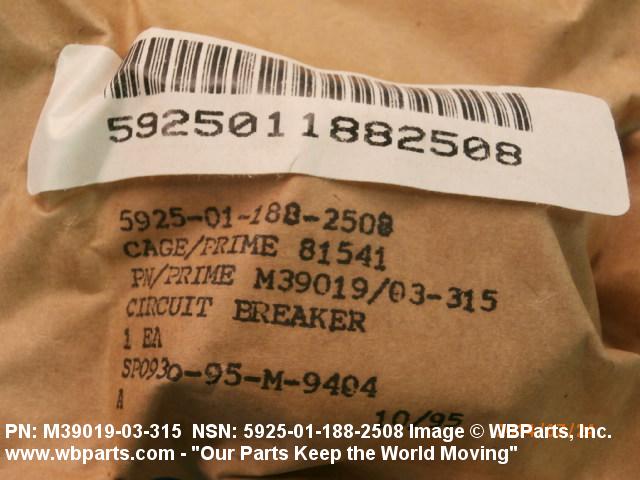 5925011882508
5925-01-188-2508
CAGE/PRIME 81541
PN/PRIME M39019/03-315
CIRCUIT BREAKER
1 EA
SP0930-95-M-9404
A
10/95
PN: M39019-03-315 NSN: 5925-01-188-2508 Image © WBParts, Inc.
www.wbparts.com - "Our Parts Keep the World Moving"